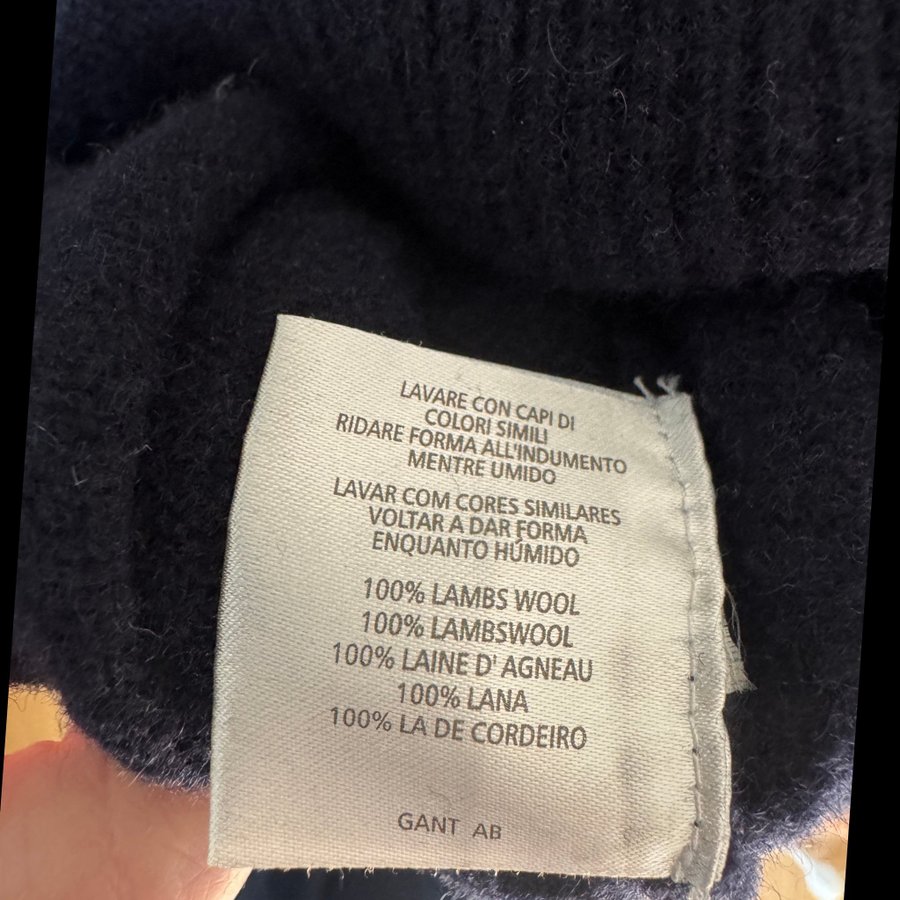 LAVARE CON CAPI DI
COLORI SIMILI
RIDARE FORMA ALL'INDUMENTO
MENTRE UMIDO
LAVAR COM CORES SIMILARES
VOLTAR A DAR FORMA
ENQUANTO HÚMIDO
100% LAMBS WOOL
100% LAMBSWOOL
100% LAINE D' AGNEAU
100% LANA
100% LA DE CORDEIRO
GANT AB